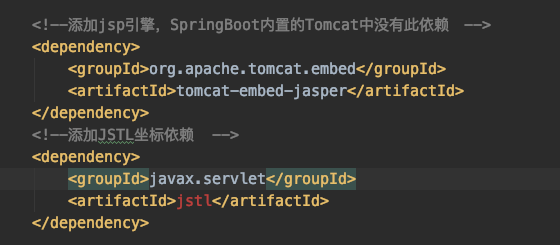 <!--添加jsp引擎，SpringBoot内置的Tomcat中没有此依赖  -->
<dependency>
    <groupId>org.apache.tomcat.embed</groupId>
    <artifactId>tomcat-embed-jasper</artifactId>
</dependency>
<!--添加JSTL坐标依赖  -->
<dependency>
    <groupId>javax.servlet</groupId>
    <artifactId>jstl</artifactId>
</dependency>